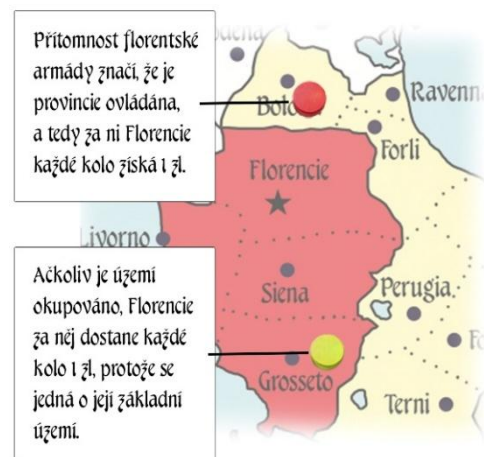 Přítomnost florentské
armády značí, že je
provincie ovládána,
a tedy za ni Florencie
každé kolo získá 1 zl.
Ravenna
Forli
Florencie
Livorno
Siena
Perugia
Ačkoliv je území
okupováno, Florencie
za něj dostane každé
kolo 1 zl, protože se
jedná o její základní
území.
Grosseto
Terni